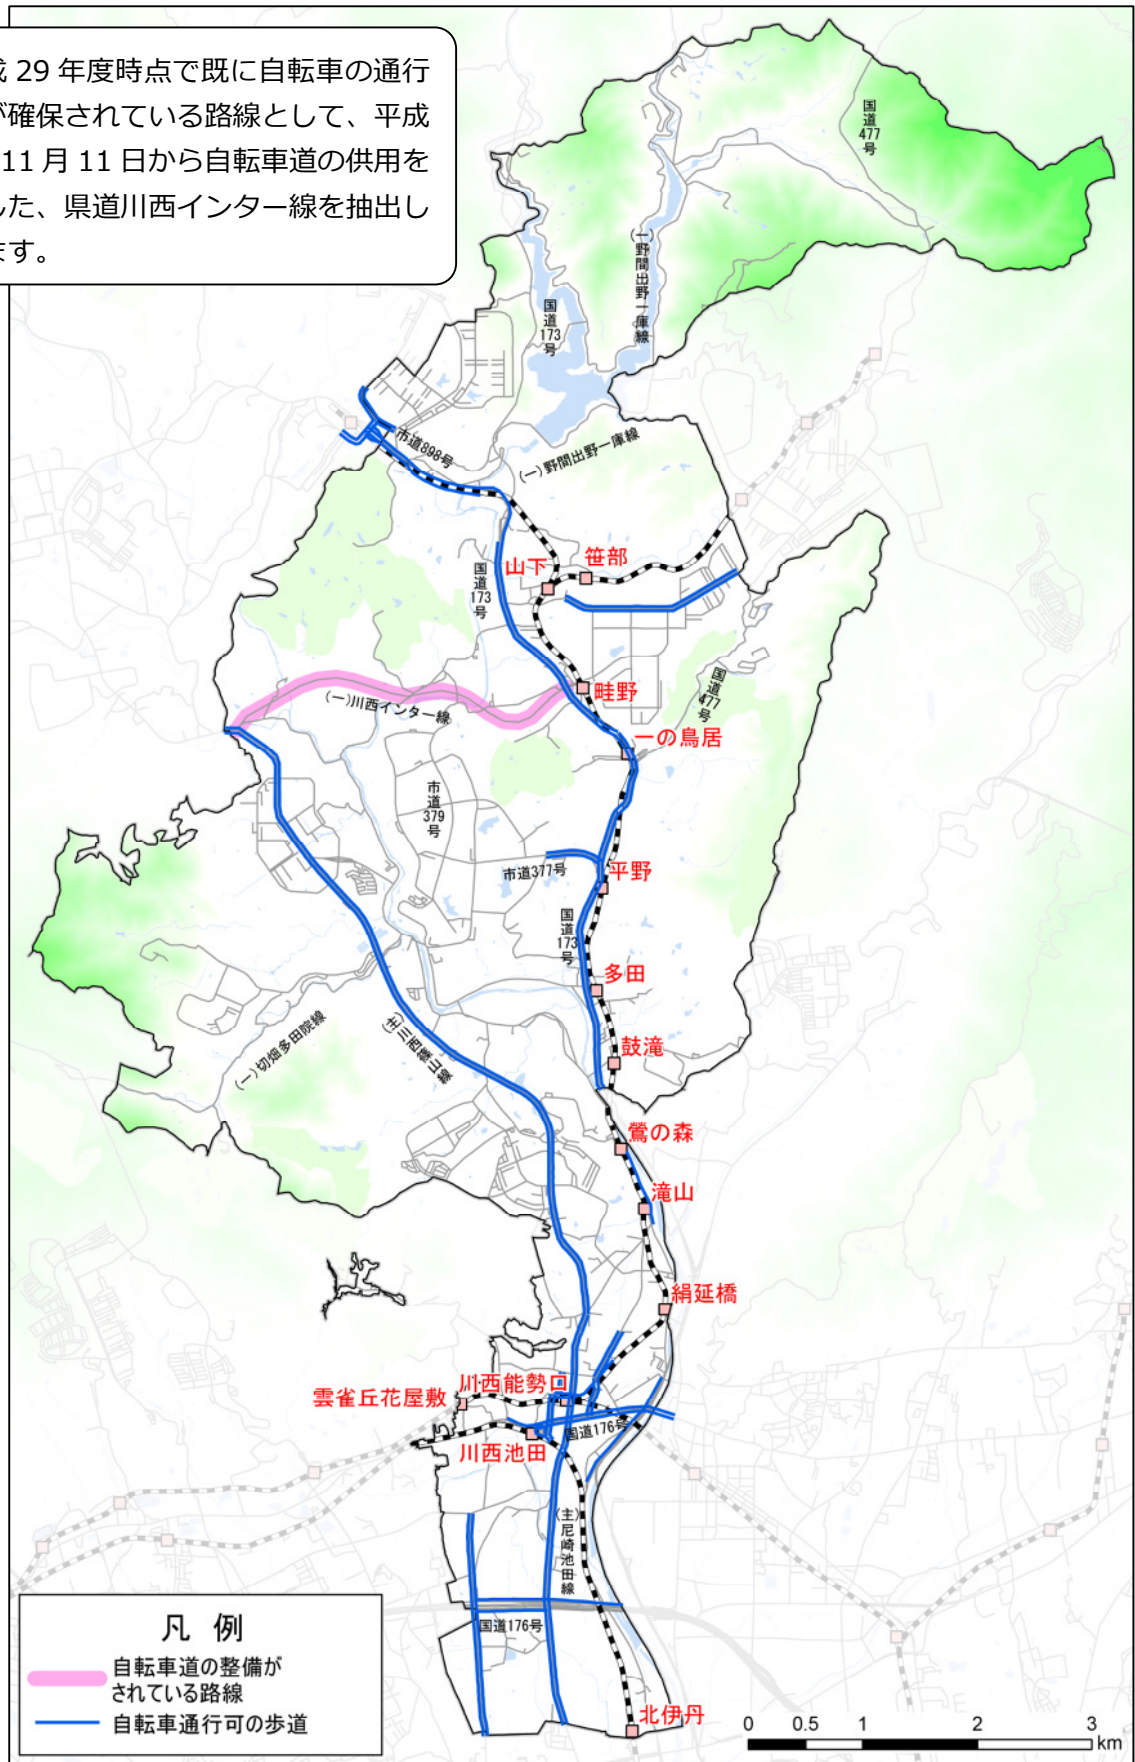 成 29 年度時点で既に自転車の通行
が確保されている路線として、平成
11 月 11 日から自転車道の供用を
した、県道川西インター線を抽出し
ます。
国道477号
(一)野間出野一庫線
国道173号
市道898号
(一)野間出野一庫線
笹部
山下
国道173号
畦野
国道477号
(一)川西インター線
一の鳥居
市道379号
市道377号
平野
国道173号
多田
(主)川西篠山線
(一)切畑多田院線
鼓滝
鶯の森
滝山
絹延橋
川西能勢口
雲雀丘花屋敷
国道176号
川西池田
(主)尼崎池田線
国道176号
北伊丹
凡 例
自転車道の整備が
されている路線
自転車通行可の歩道
0 0.5 1 2 3
km